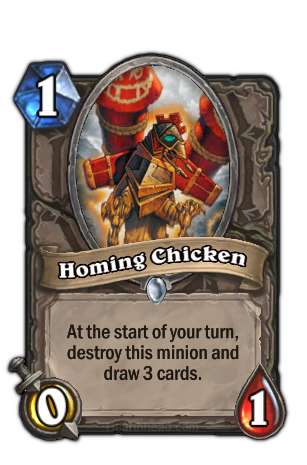 1
Homing Chicken
At the start of your turn,
destroy this minion and
draw 3 cards.
0
1